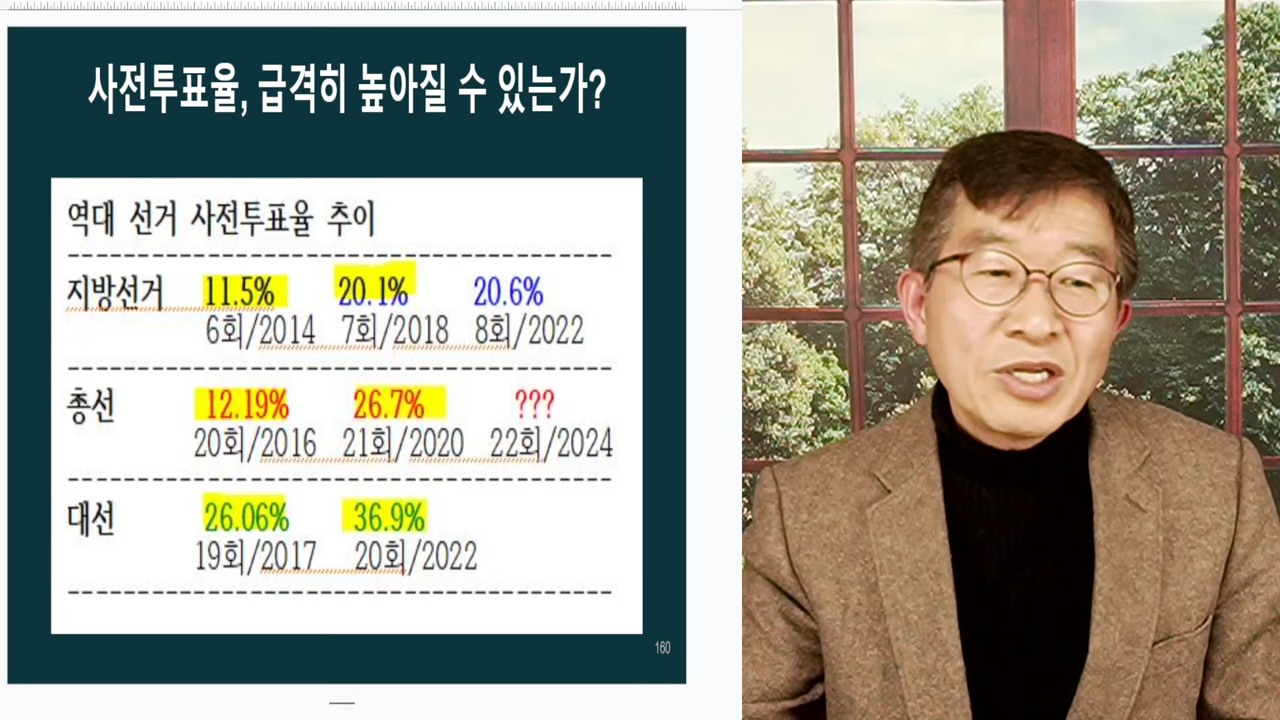 사전투표율, 급격히 높아질 수 있는가?
역대 선거 사전투표율 추이
지방선거 11.5% 20.1% 20.6%
6회/2014 7회/2018 8회/2022
총선 12.19% 26.7% ???
20회/2016 21회/2020 22회/2024
대선 26.06% 36.9%
19회/2017 20회/2022
160